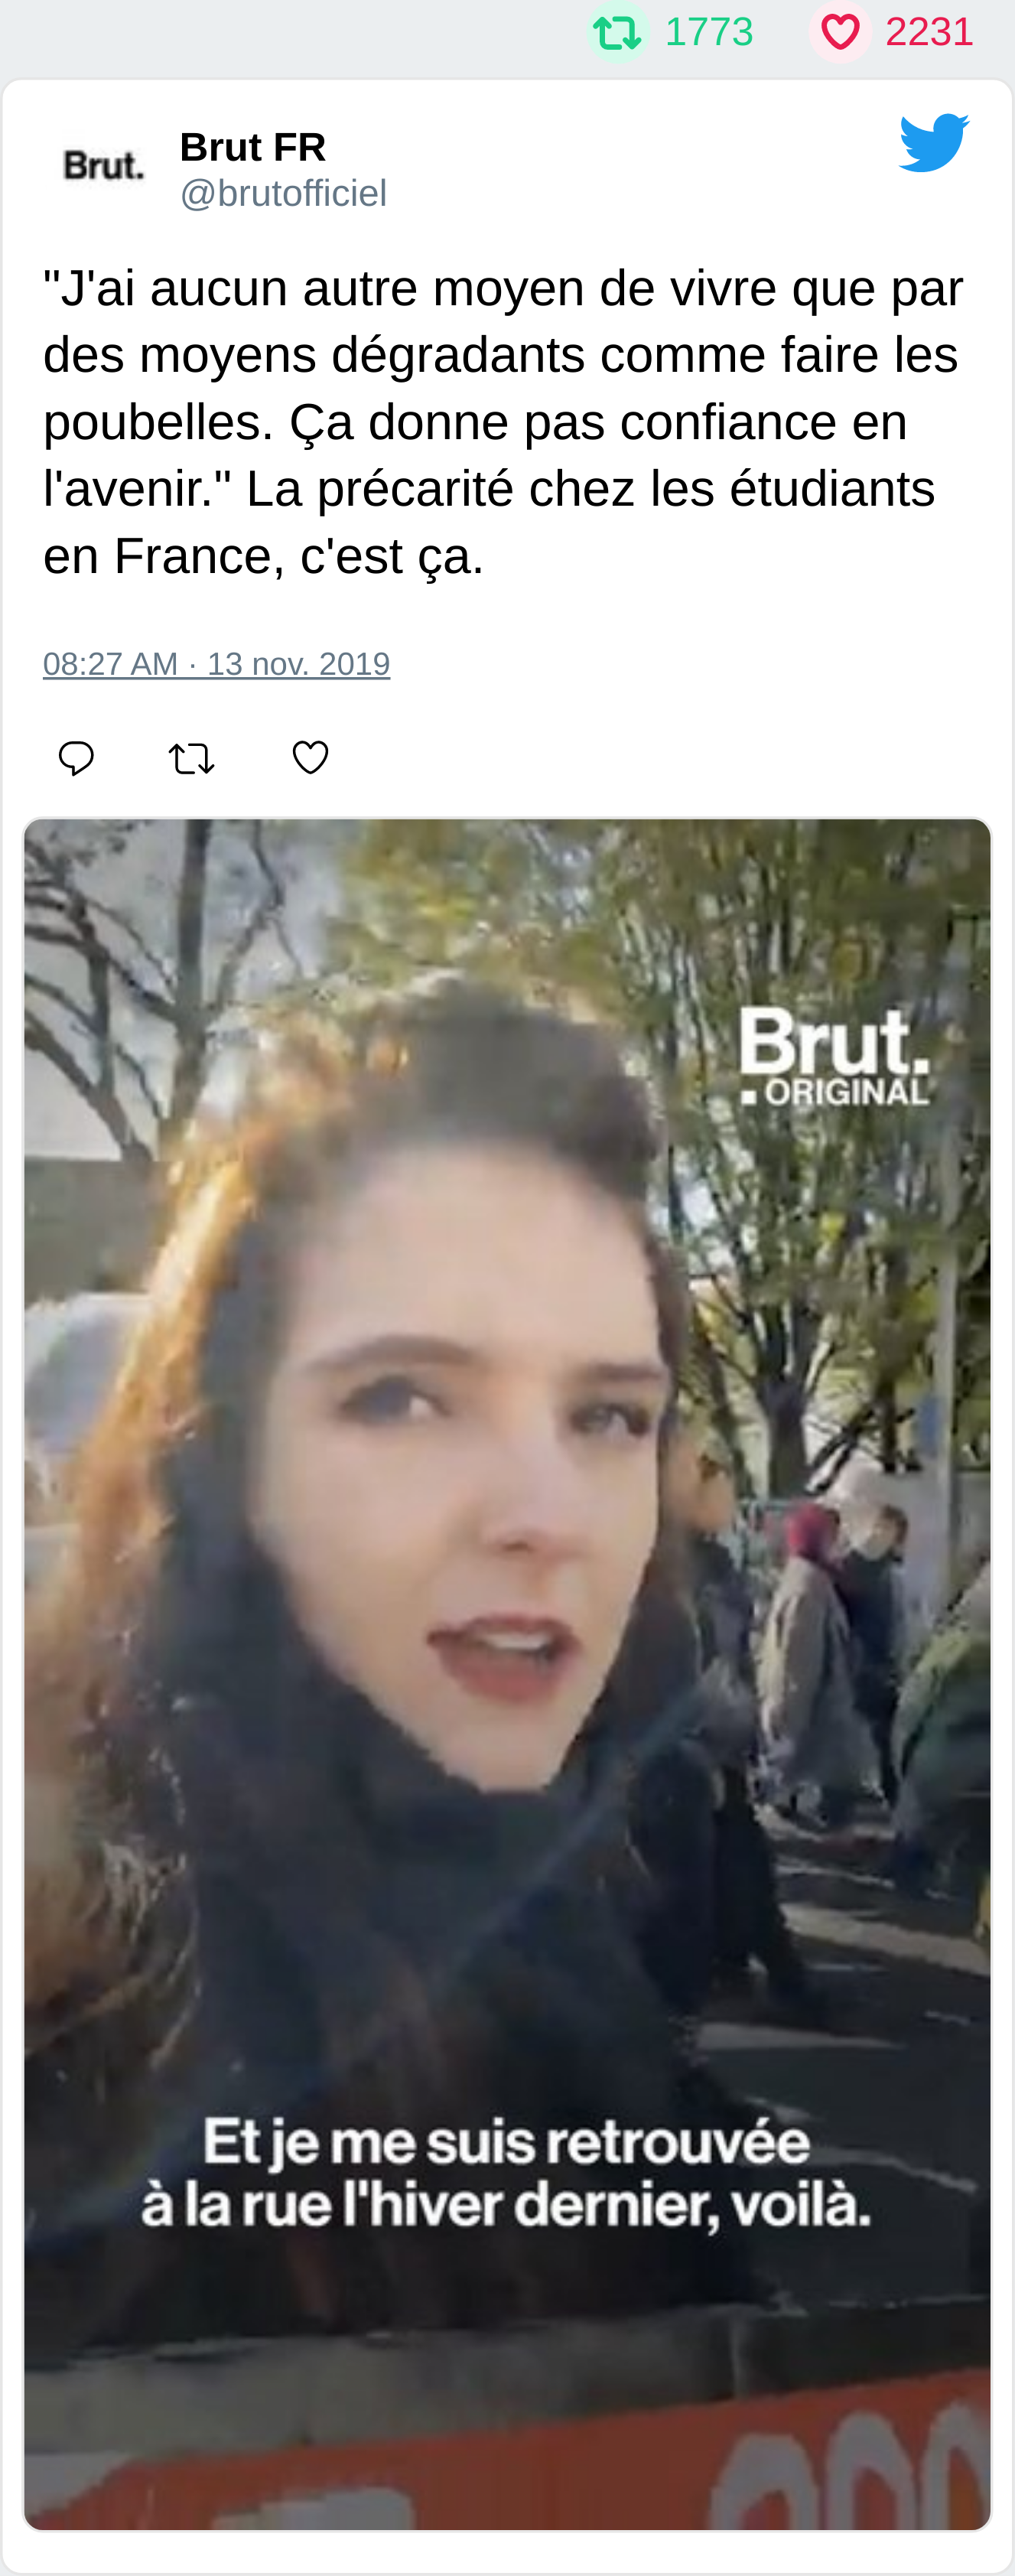 1773 2231
Brut.
Brut FR
@brutofficiel
"J'ai aucun autre moyen de vivre que par
des moyens dégradants comme faire les
poubelles. Ça donne pas confiance en
l'avenir." La précarité chez les étudiants
en France, c'est ça.
08:27 AM · 13 nov. 2019
Brut.
ORIGINAL
Et je me suis retrouvée
à la rue l'hiver dernier, voilà.